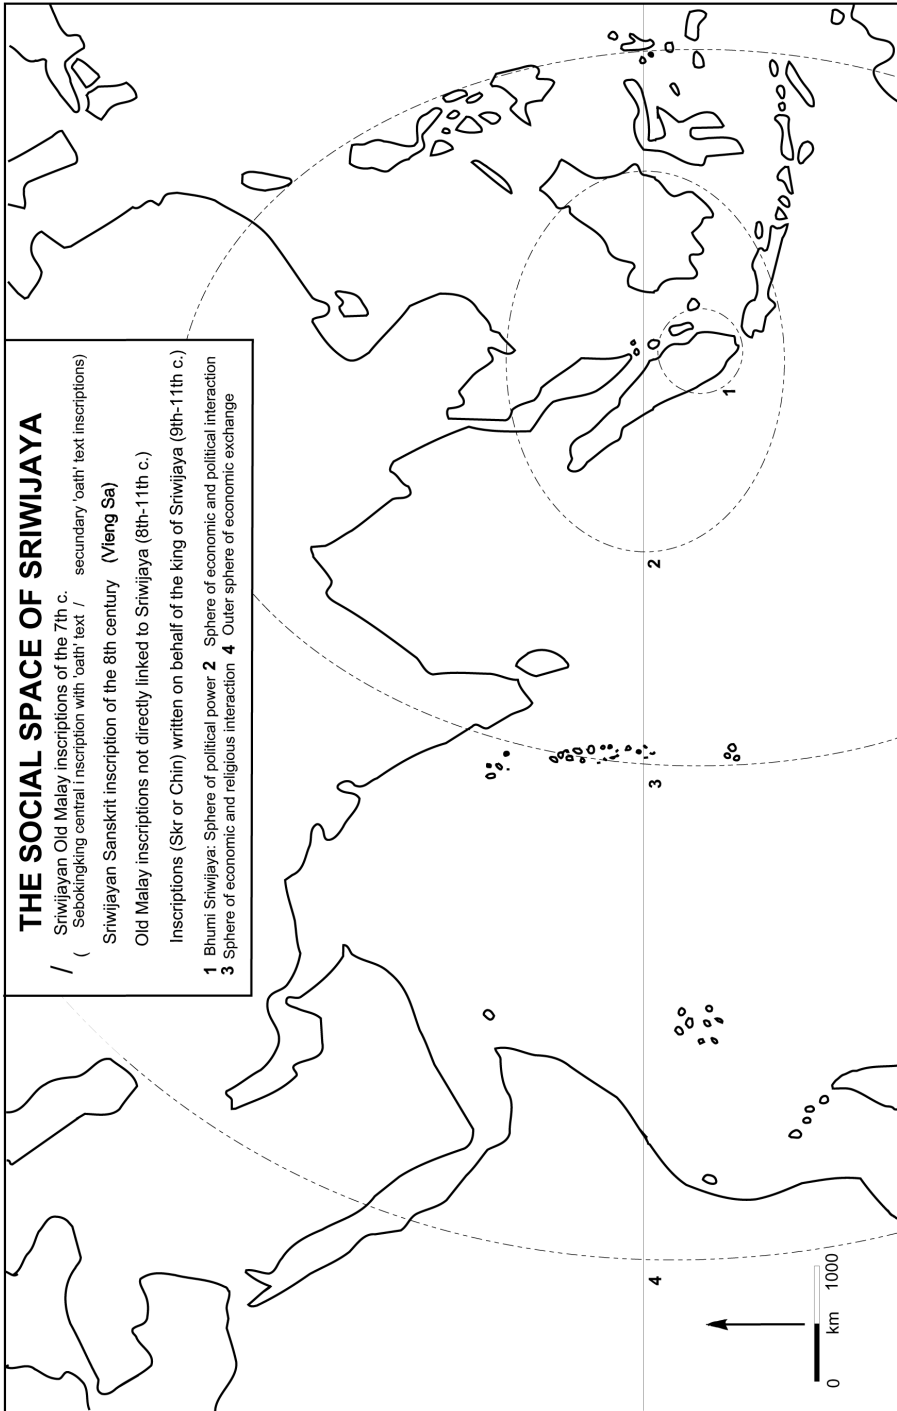 THE SOCIAL SPACE OF SRIWIJAYA
/ Sriwijayan Old Malay inscriptions of the 7th c.
( Sebokingking central i nscription with 'oath' text / secundary 'oath' text inscriptions)
Sriwijayan Sanskrit inscription of the 8th century (Vieng Sa)
Old Malay inscriptions not directly linked to Sriwijaya (8th-11th c.)
Inscriptions (Skr or Chin) written on behalf of the king of Sriwijaya (9th-11th c.)
1 Bhumi Sriwijaya: Sphere of political power 2 Sphere of economic and political interaction
3 Sphere of economic and religious interaction 4 Outer sphere of economic exchange
1
2
3
4
0 km 1000